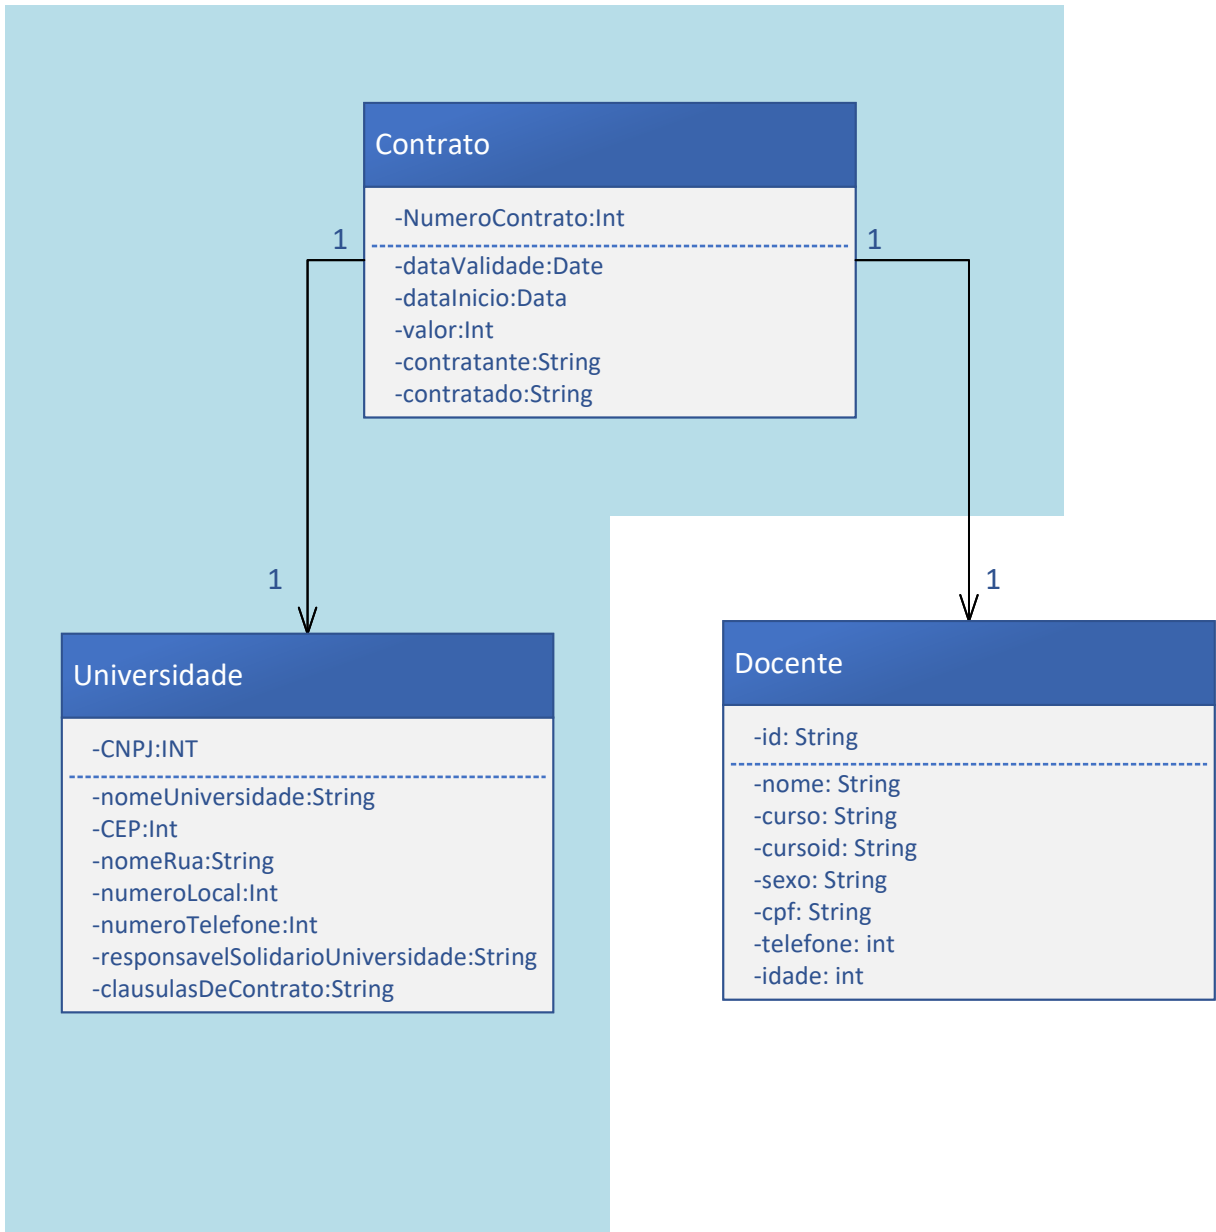 Contrato
-NumeroContrato:Int
1
1
-dataValidade:Date
-dataInicio:Data
-valor:Int
-contratante:String
-contratado:String
1
1
Universidade
-CNPJ:INT
-nomeUniversidade:String
-CEP:Int
-nomeRua:String
-numeroLocal:Int
-numeroTelefone:Int
-responsavelSolidarioUniversidade:String
-clausulasDeContrato:String
Docente
-id: String
-nome: String
-curso: String
-cursoid: String
-sexo: String
-cpf: String
-telefone: int
-idade: int